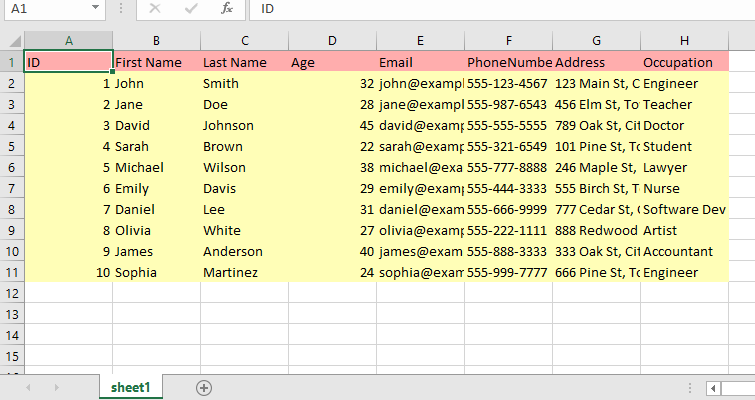 A1 fx ID
A B C D E F G H
1 ID First Name Last Name Age Email PhoneNumbe Address Occupation
2 1 John Smith 32 john@exampl 555-123-4567 123 Main St, C Engineer
3 2 Jane Doe 28 jane@exampl 555-987-6543 456 Elm St, To Teacher
4 3 David Johnson 45 david@examp 555-555-5555 789 Oak St, Cit Doctor
5 4 Sarah Brown 22 sarah@examp 555-321-6549 101 Pine St, To Student
6 5 Michael Wilson 38 michael@exa 555-777-8888 246 Maple St, Lawyer
7 6 Emily Davis 29 emily@examp 555-444-3333 555 Birch St, T Nurse
8 7 Daniel Lee 31 daniel@exam 555-666-9999 777 Cedar St, Software Dev
9 8 Olivia White 27 olivia@examp 555-222-1111 888 Redwood Artist
10 9 James Anderson 40 james@exam 555-888-3333 333 Oak St, Cit Accountant
11 10 Sophia Martinez 24 sophia@exam 555-999-7777 666 Pine St, To Engineer
12
13
14
15
sheet1